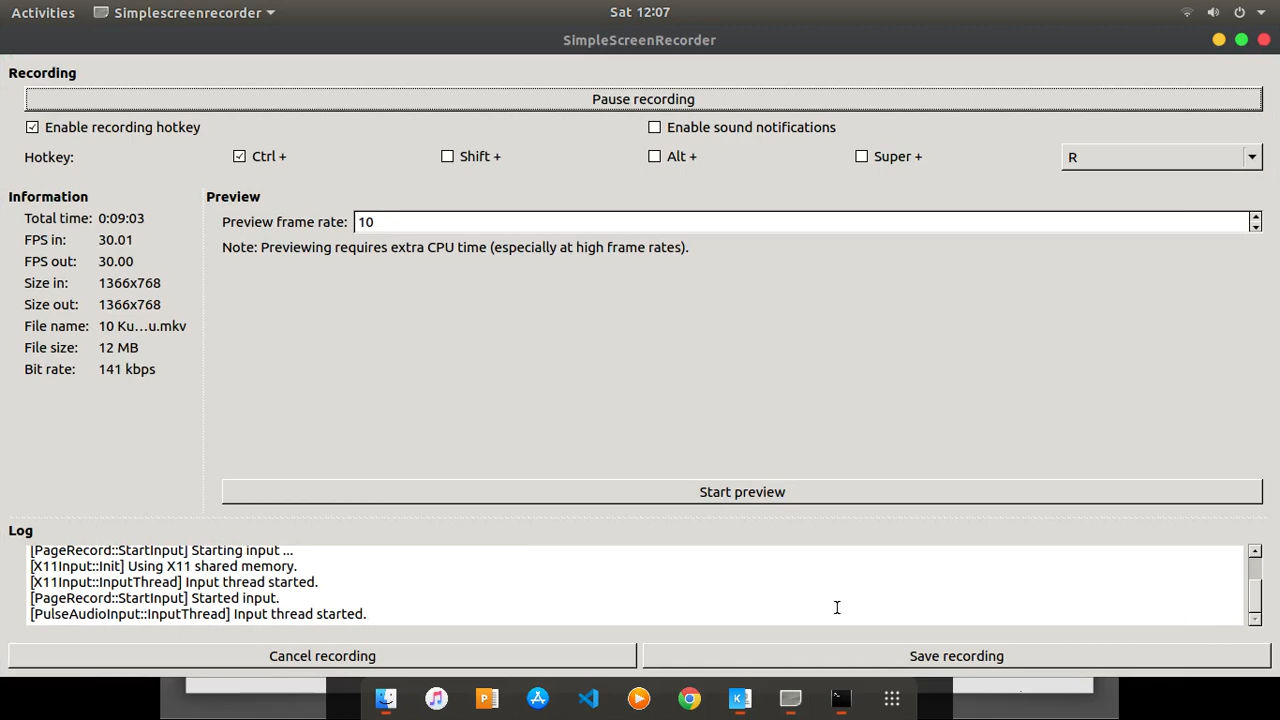 Activities Simplescreenrecorder Sat 12:07
SimpleScreenRecorder
Recording
Pause recording
Enable recording hotkey Enable sound notifications
Hotkey: Ctrl + Shift + Alt + Super + R
Information
Total time: 0:09:03
FPS in: 30.01
FPS out: 30.00
Size in: 1366x768
Size out: 1366x768
File name: 10 Ku...u.mkv
File size: 12 MB
Bit rate: 141 kbps
Preview
Preview frame rate: 10
Note: Previewing requires extra CPU time (especially at high frame rates).
Start preview
Log
[PageRecord::StartInput] Starting input ...
[X11Input::Init] Using X11 shared memory.
[X11Input::InputThread] Input thread started.
[PageRecord::StartInput] Started input.
[PulseAudioInput::InputThread] Input thread started.
Cancel recording Save recording
P K